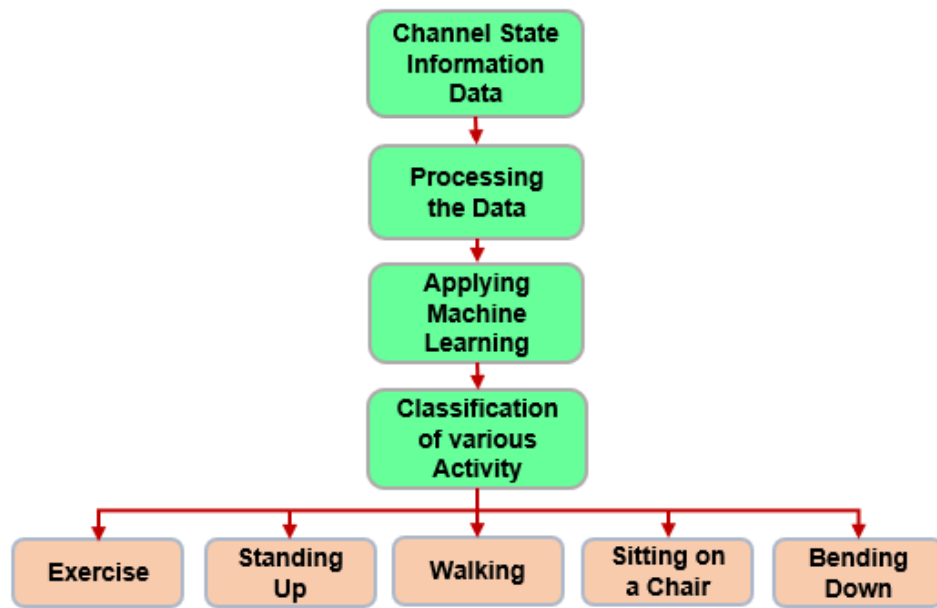 Channel State
Information
Data
Processing
the Data
Applying
Machine
Learning
Classification
of various
Activity
Exercise
Standing
Up
Walking
Sitting on
a Chair
Bending
Down